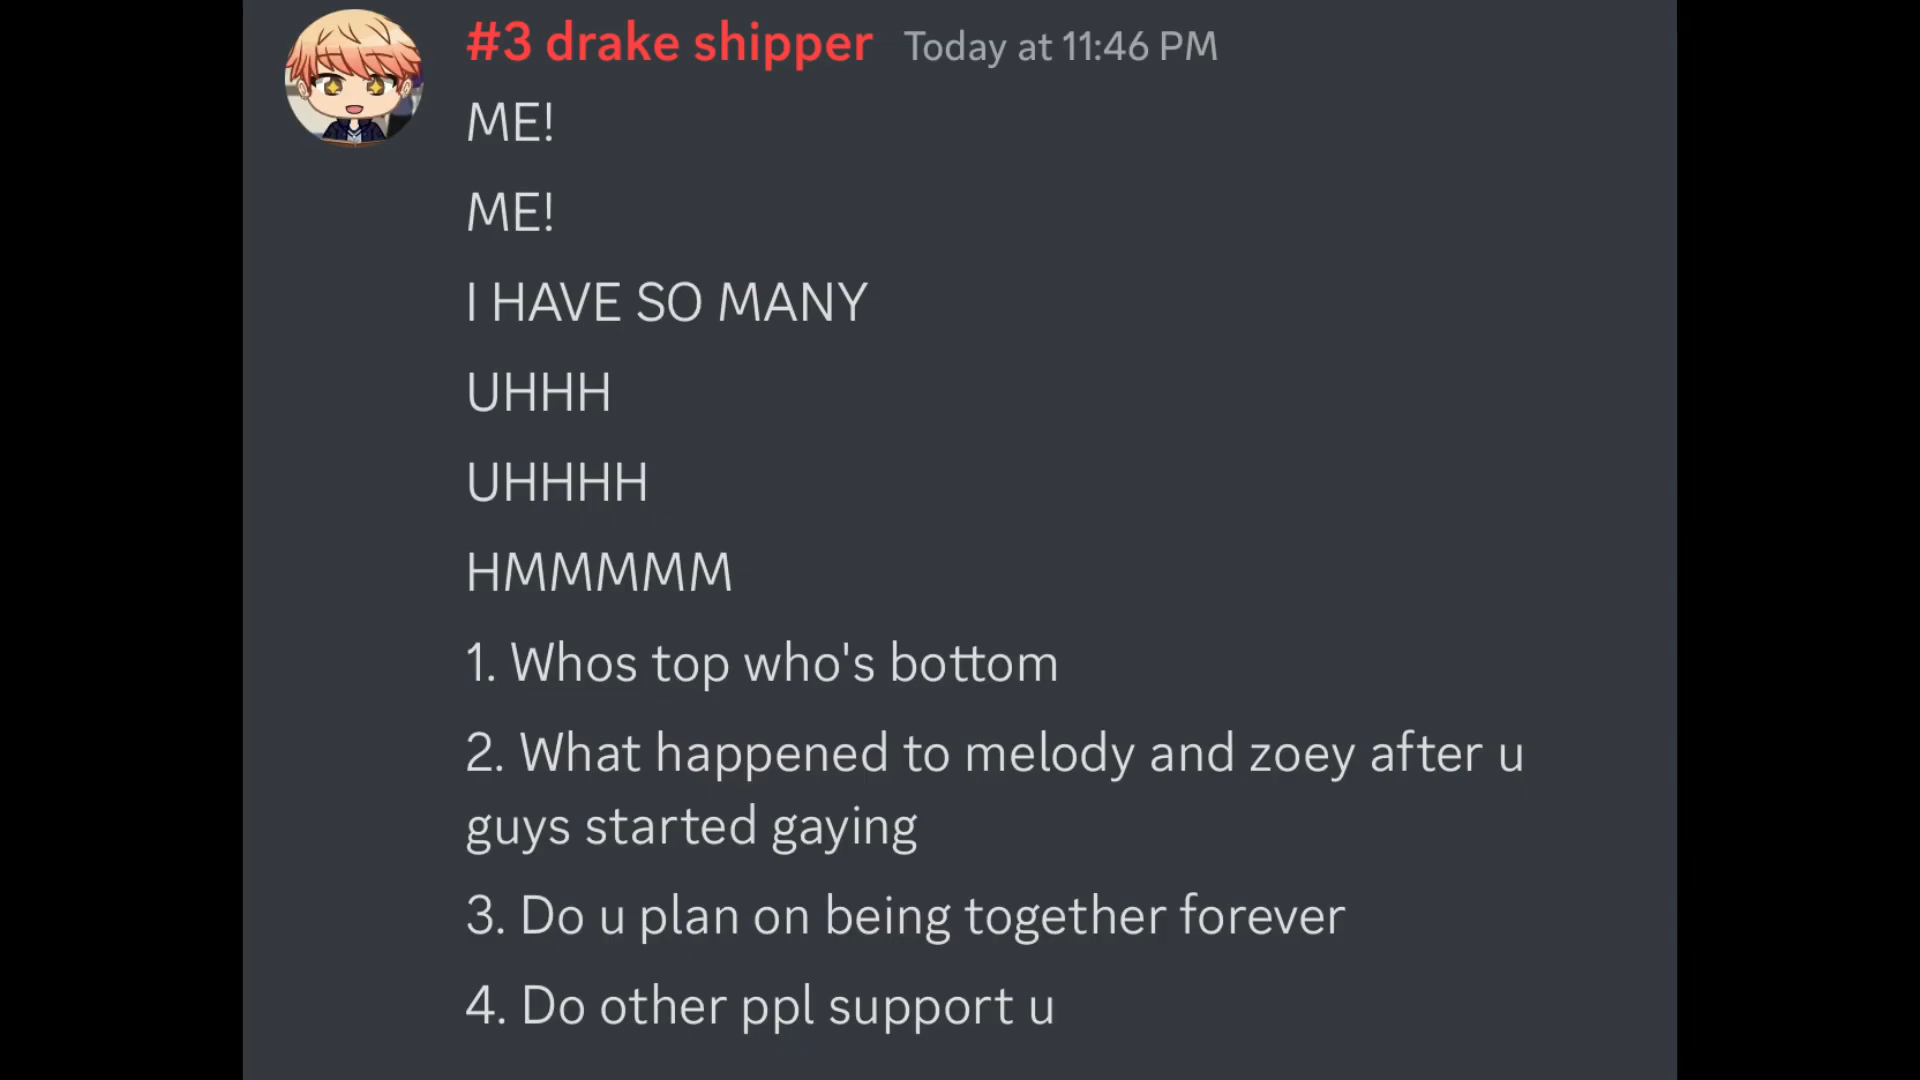 #3 drake shipper Today at 11:46 PM
ME!
ME!
I HAVE SO MANY
UHHH
UHHHH
HMMMMM
1. Whos top who's bottom
2. What happened to melody and zoey after u
guys started gaying
3. Do u plan on being together forever
4. Do other ppl support u